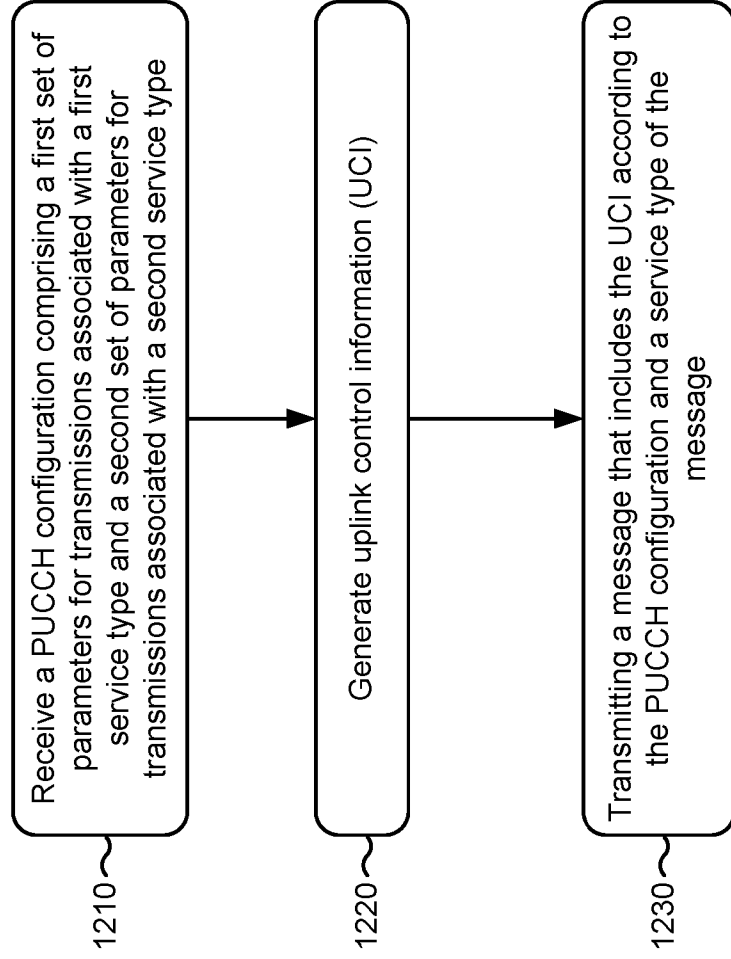 1210
Receive a PUCCH configuration comprising a first set of
parameters for transmissions associated with a first
service type and a second set of parameters for
transmissions associated with a second service type
1220
Generate uplink control information (UCI)
1230
Transmitting a message that includes the UCI according to
the PUCCH configuration and a service type of the
message